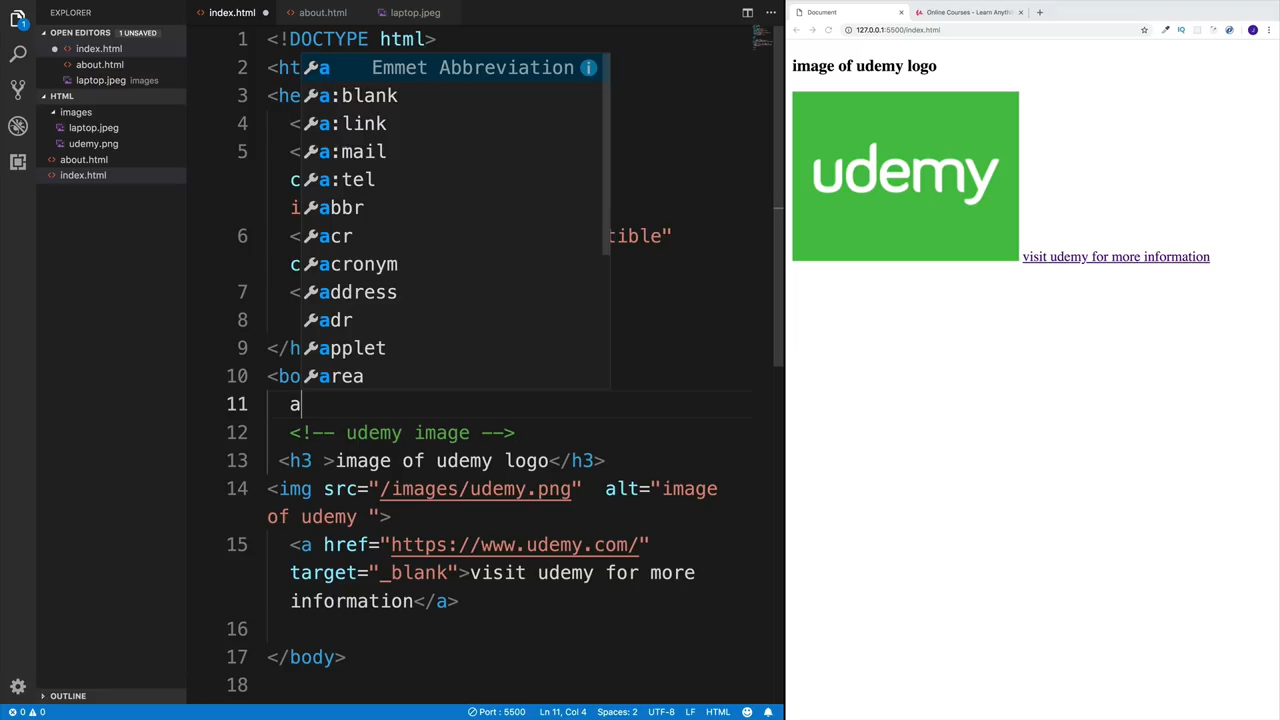 EXPLORER
OPEN EDITORS 1 UNSAVED
index.html
about.html
laptop.jpeg images
HTML
images
laptop.jpeg
udemy.png
about.html
index.html
OUTLINE
index.html
about.html
laptop.jpeg
1 <!DOCTYPE html>
2 <ht
3 <he
4 <
5 <
c
i
6 < tible"
c
7 <
8
9 </h
10 <bo
11 a
a Emmet Abbreviation
a:blank
a:link
a:mail
a:tel
abbr
acr
acronym
address
adr
applet
area
12 <!-- udemy image -->
13 <h3 >image of udemy logo</h3>
14 <img src="/images/udemy.png" alt="image
of udemy ">
15 <a href="https://www.udemy.com/"
target="_blank">visit udemy for more
information</a>
16
17 </body>
18
0 0
Port : 5500
Ln 11, Col 4
Spaces: 2
UTF-8
LF
HTML
Document
Online Courses - Learn Anythi
127.0.0.1:5500/index.html
IQ
J
image of udemy logo
udemy
visit udemy for more information